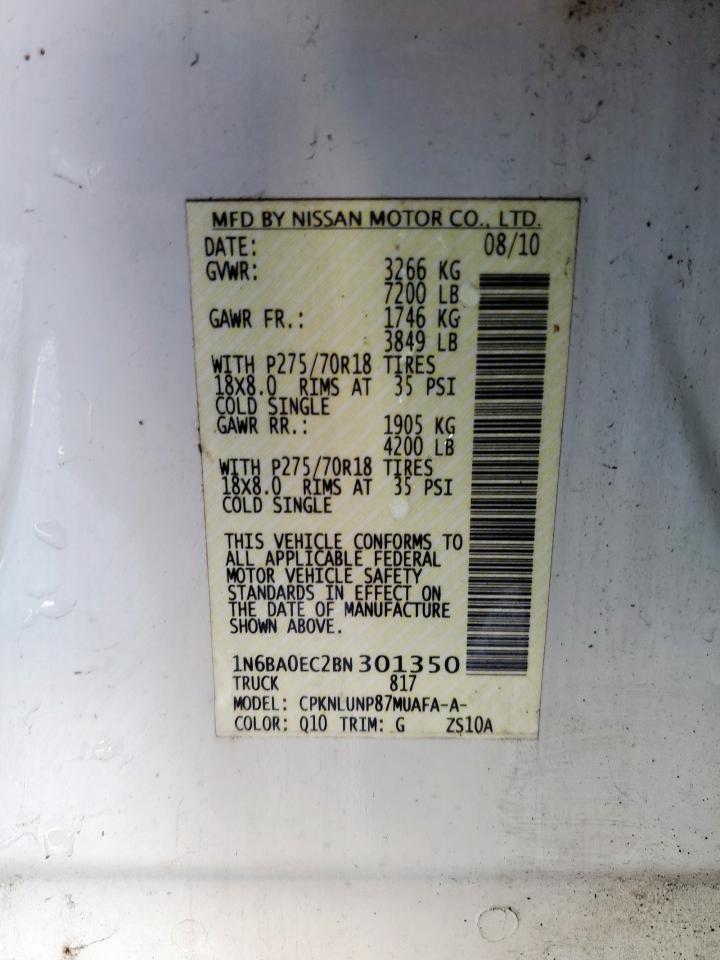 MFD BY NISSAN MOTOR CO., LTD.
DATE: 08/10
GVWR: 3266 KG
7200 LB
GAWR FR.: 1746 KG
3849 LB
WITH P275/70R18 TIRES
18X8.0 RIMS AT 35 PSI
COLD SINGLE
GAWR RR.: 1905 KG
4200 LB
WITH P275/70R18 TIRES
18X8.0 RIMS AT 35 PSI
COLD SINGLE
THIS VEHICLE CONFORMS TO
ALL APPLICABLE FEDERAL
MOTOR VEHICLE SAFETY
STANDARDS IN EFFECT ON
THE DATE OF MANUFACTURE
SHOWN ABOVE.
1N6BA0EC2BN301350
TRUCK 817
MODEL: CPKNLUNP87MUAFA-A-
COLOR: Q10 TRIM: G ZS10A